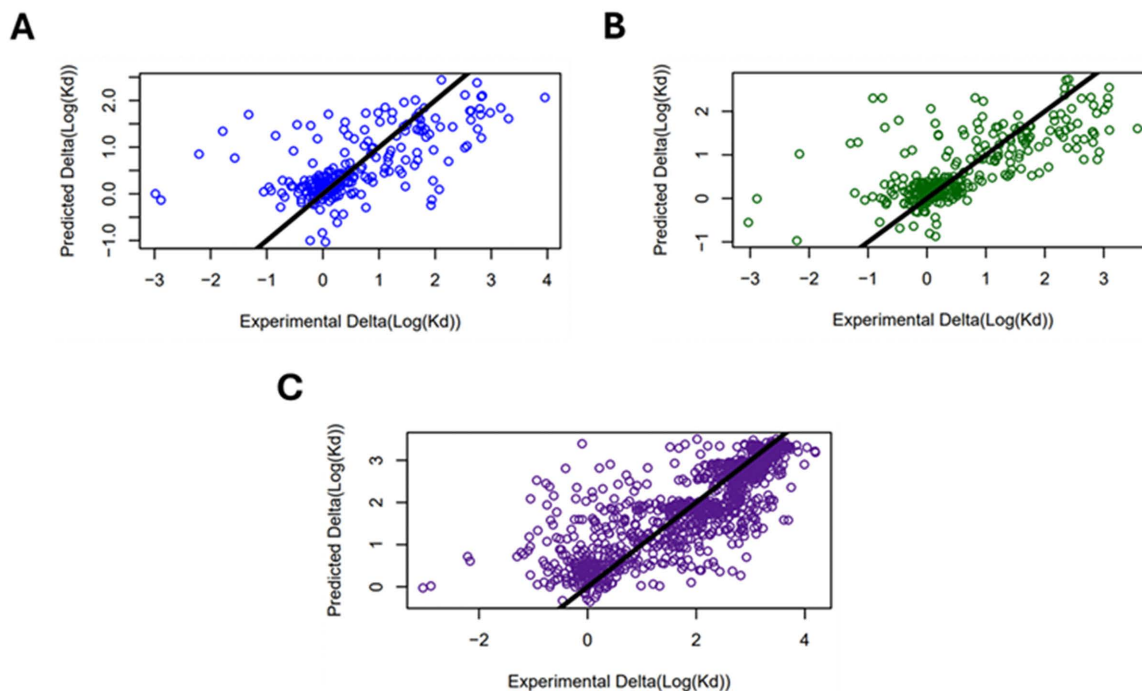 A
B
Predicted Delta(Log(Kd))
2.0
1.0
0.0
−1.0
−3 −2 −1 0 1 2 3 4
Experimental Delta(Log(Kd))
Predicted Delta(Log(Kd))
2
1
0
−1
−3 −2 −1 0 1 2 3
Experimental Delta(Log(Kd))
C
Predicted Delta(Log(Kd))
3
2
1
0
−2 0 2 4
Experimental Delta(Log(Kd))